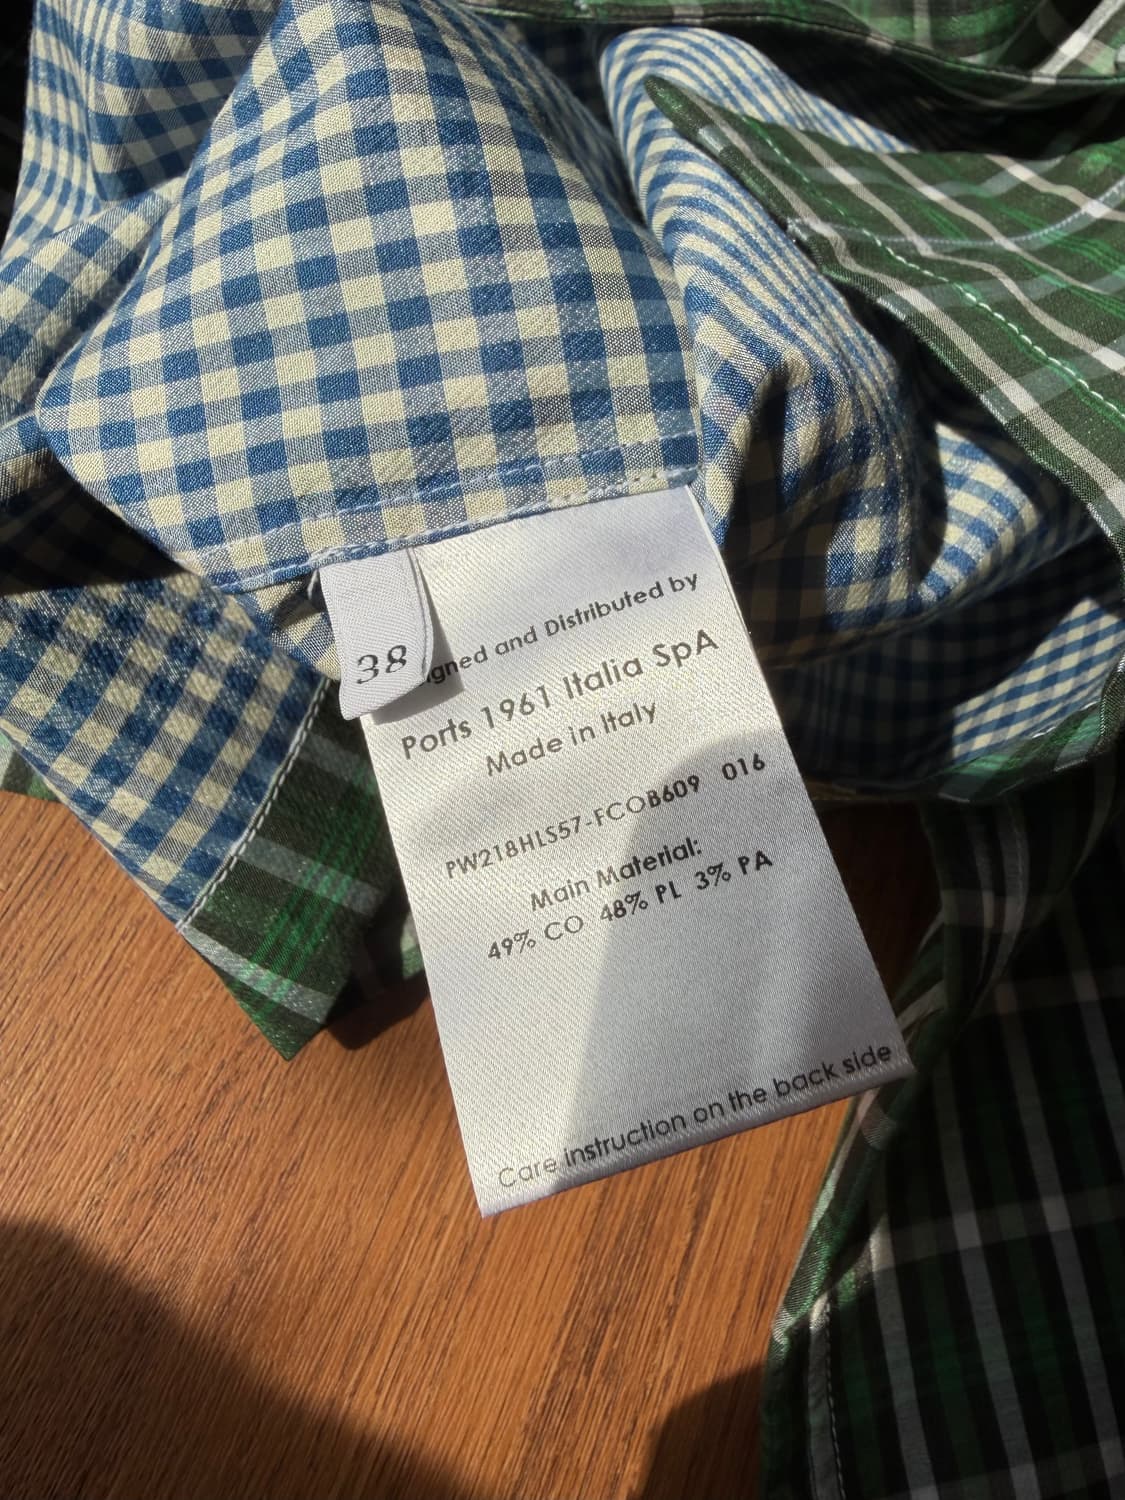 38
igned and Distributed by
Ports 1961 Italia SpA
Made in Italy
PW218HLS57-FCOB609 016
Main Material:
49% CO 48% PL 3% PA
Care instruction on the back side